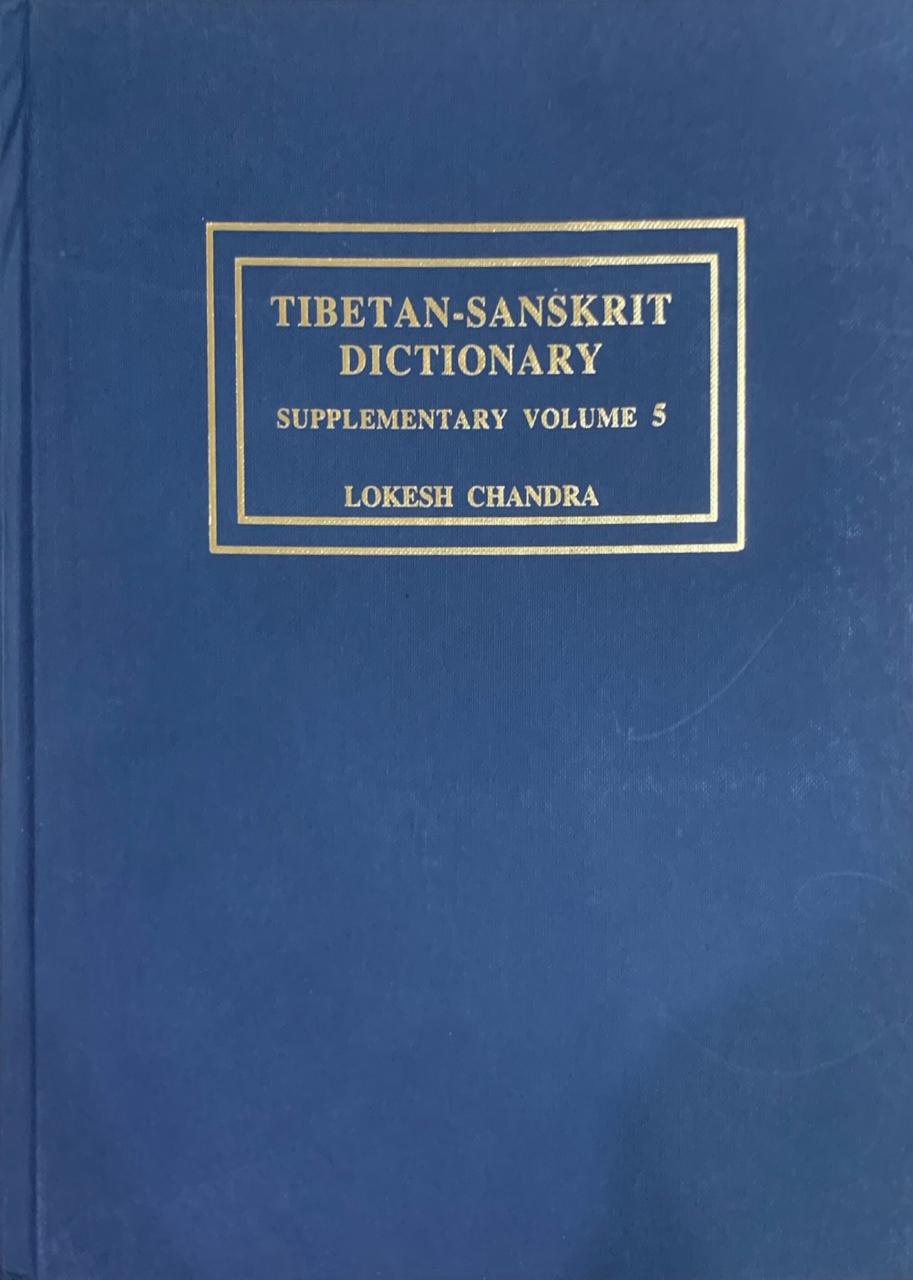 TIBETAN-SANSKRIT
DICTIONARY
SUPPLEMENTARY VOLUME 5
LOKESH CHANDRA